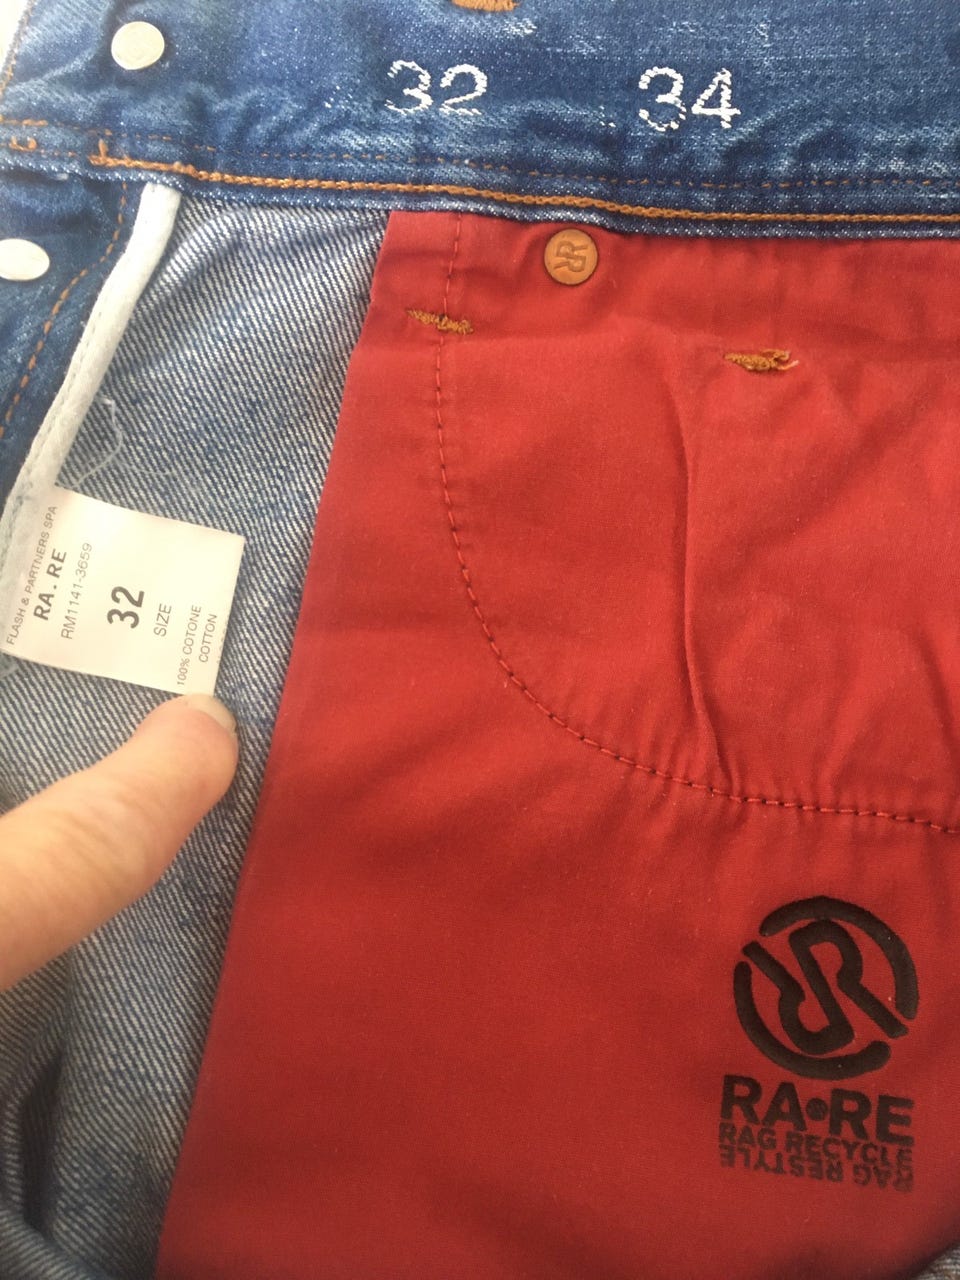 32 34
FLASH & PARTNERS SPA
RA.RE
RM1141-3659
32
SIZE
100% COTONE
COTTON
RA•RE
RAG RECYCLE
RAG RESTYLE